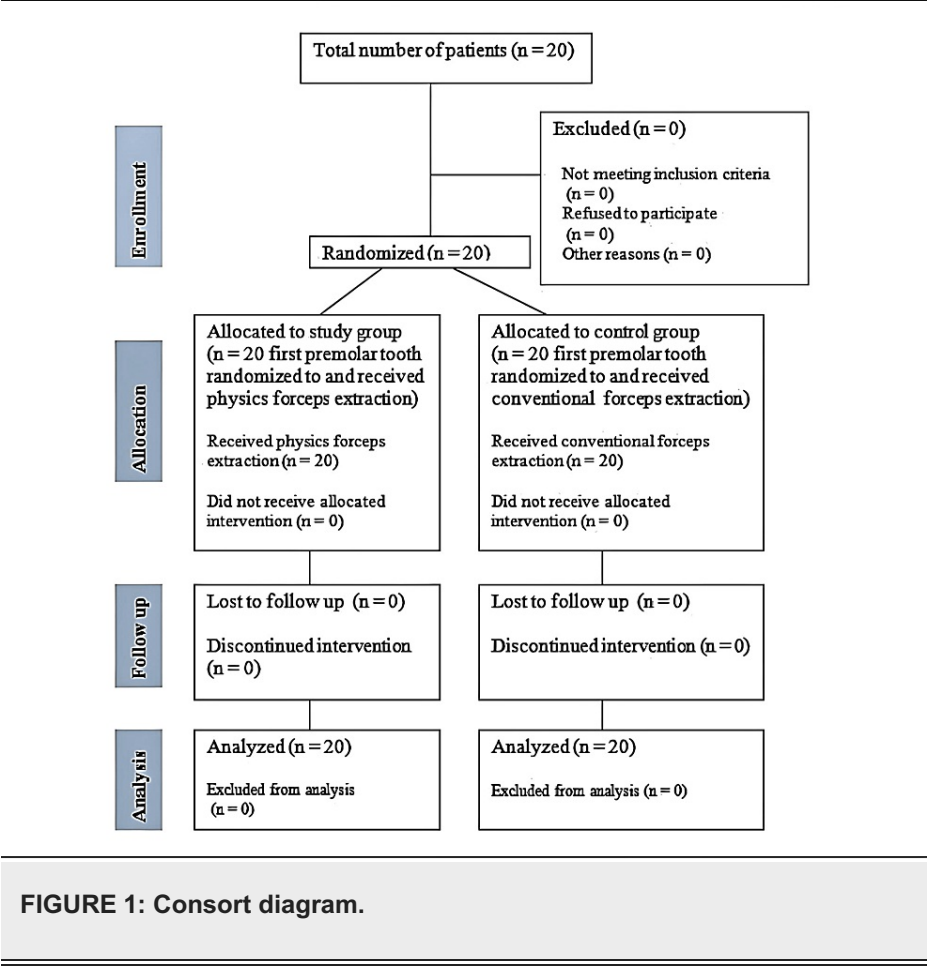 Total number of patients (n = 20)
Enrollment
Excluded (n = 0)
Not meeting inclusion criteria
(n = 0)
Refused to participate
(n = 0)
Other reasons (n = 0)
Randomized (n = 20)
Allocation
Allocated to study group
(n = 20 first premolar tooth
randomized to and received
physics forceps extraction)
Received physics forceps
extraction (n = 20)
Did not receive allocated
intervention (n = 0)
Allocated to control group
(n = 20 first premolar tooth
randomized to and received
conventional forceps extraction)
Received conventional forceps
extraction (n = 20)
Did not receive allocated
intervention (n = 0)
Follow up
Lost to follow up (n = 0)
Discontinued intervention
(n = 0)
Lost to follow up (n = 0)
Discontinued intervention (n = 0)
Analysis
Analyzed (n = 20)
Excluded from analysis
(n = 0)
Analyzed (n = 20)
Excluded from analysis (n = 0)
FIGURE 1: Consort diagram.